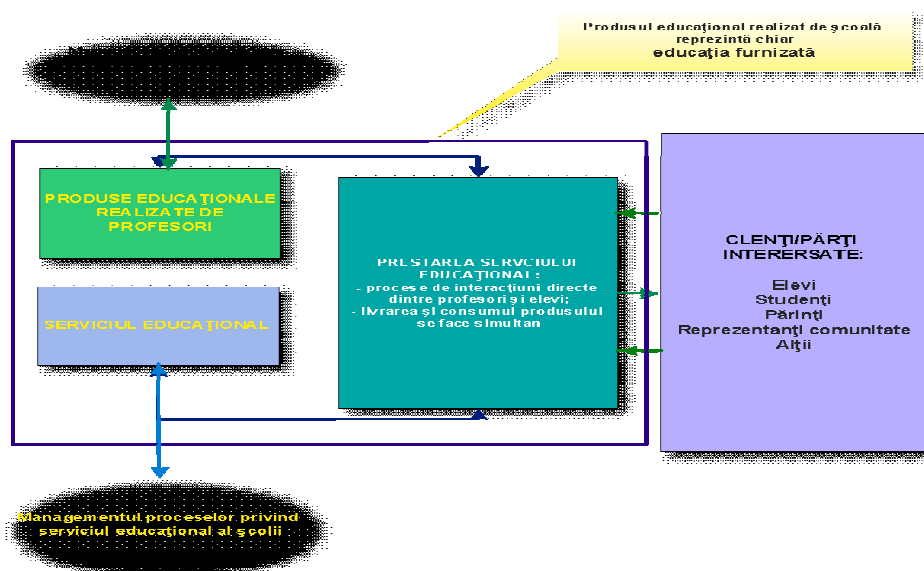 Produsul educaţional realizat de şcoală
reprezintă chiar
educaţia furnizată
PRODUSE EDUCAŢIONALE
REALIZATE DE
PROFESORI
SERVICIUL EDUCAŢIONAL
PRESTAREA SERVCIULUI
EDUCAŢIONAL:
- procese de interacţiuni directe
dintre profesori şi elevi;
- livrarea şi consumul produsului
se face simultan
CLENŢI/PĂRŢI
INTERERSATE:
Elevi
Studenţi
Părinţi
Reprezentanţi comunitate
Alţii
Managementul proceselor privind
serviciul educaţional al şcolii